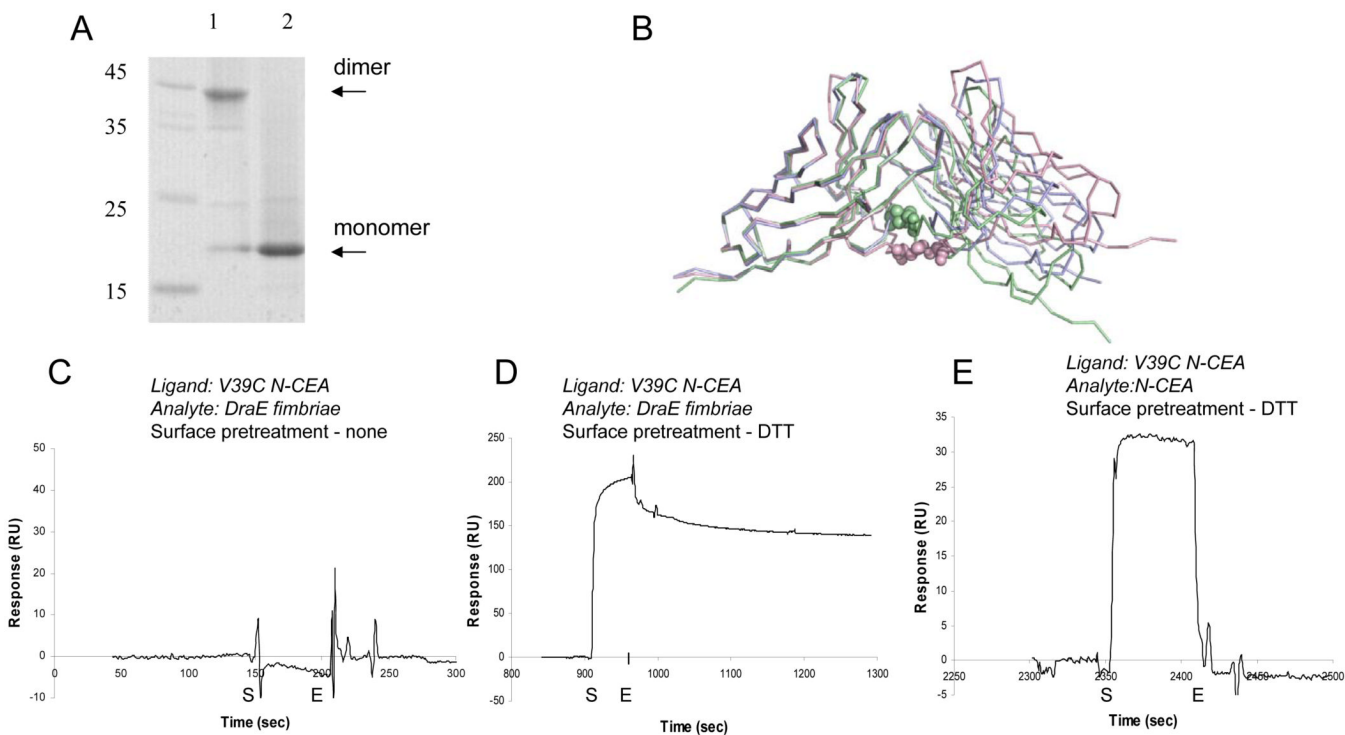 A
1 2
45
35
25
15
dimer
monomer
B
C
Ligand: V39C N-CEA
Analyte: DraE fimbriae
Surface pretreatment - none
50
40
30
20
10
0
-10
Response (RU)
0 50 100 150 200 250 300
S E
Time (sec)
D
Ligand: V39C N-CEA
Analyte: DraE fimbriae
Surface pretreatment - DTT
250
200
150
100
50
0
-50
Response (RU)
800 900 1000 1100 1200 1300
S E
Time (sec)
E
Ligand: V39C N-CEA
Analyte:N-CEA
Surface pretreatment - DTT
35
30
25
20
15
10
5
0
-5
Response (RU)
2250 2300 2350 2400 2450 2500
S E
Time (sec)